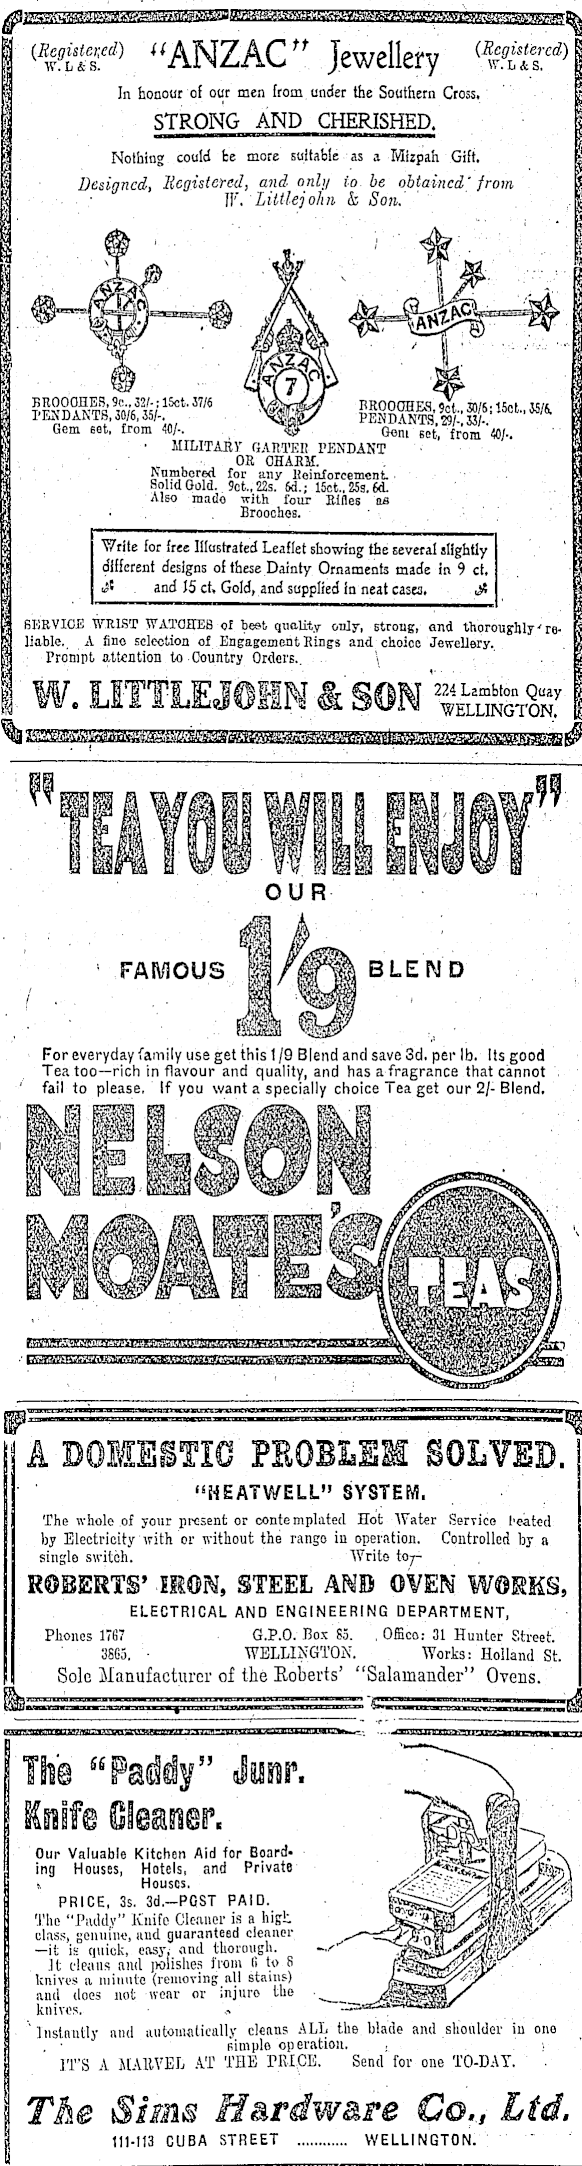 (Registered) "ANZAC" Jewellery (Registered)
W. L & S. W. L & S.
In honour of our men from under the Southern Cross.
STRONG AND CHERISHED.
Nothing could be more suitable as a Mizpah Gift.
Designed, Registered, and only to be obtained from
W. Littlejohn & Son.
ANZAC
ANZAC
7
ANZAC
BROOCHES, 9c., 32/-; 15ct. 37/6
PENDANTS, 30/6, 35/-.
Gem set, from 40/-.
BROOCHES, 9ct., 30/6; 15ct., 35/6.
PENDANTS, 29/-, 33/-.
Gem set, from 40/-.
MILITARY GARTER PENDANT
OR CHARM.
Numbered for any Reinforcement.
Solid Gold. 9ct., 22s. 6d.; 15ct., 25s. 6d.
Also made with four Rifles as
Brooches.
Write for free Illustrated Leaflet showing the several slightly
different designs of these Dainty Ornaments made in 9 ct.
and 15 ct. Gold, and supplied in neat cases.
SERVICE WRIST WATCHES of best quality only, strong, and thoroughly re-
liable. A fine selection of Engagement Rings and choice Jewellery.
Prompt attention to Country Orders.
W. LITTLEJOHN & SON 224 Lambton Quay
WELLINGTON.
"TEA YOU WILL ENJOY"
OUR
FAMOUS 1/9 BLEND
For everyday family use get this 1/9 Blend and save 3d. per lb. Its good
Tea too—rich in flavour and quality, and has a fragrance that cannot
fail to please. If you want a specially choice Tea get our 2/- Blend.
NELSON
MOATE'S
TEAS
A DOMESTIC PROBLEM SOLVED.
"HEATWELL" SYSTEM.
The whole of your present or contemplated Hot Water Service heated
by Electricity with or without the range in operation. Controlled by a
single switch. Write to—
ROBERTS' IRON, STEEL AND OVEN WORKS,
ELECTRICAL AND ENGINEERING DEPARTMENT,
Phones 1767 G.P.O. Box 85. Office: 31 Hunter Street.
3865. WELLINGTON. Works: Holland St.
Sole Manufacturer of the Roberts' "Salamander" Ovens.
The "Paddy" Junr.
Knife Cleaner.
Our Valuable Kitchen Aid for Board-
ing Houses, Hotels, and Private
Houses.
PRICE, 3s. 3d.—POST PAID.
The "Paddy" Knife Cleaner is a high
class, genuine, and guaranteed cleaner
—it is quick, easy, and thorough.
It cleans and polishes from 6 to 8
knives a minute (removing all stains)
and does not wear or injure the
knives.
Instantly and automatically cleans ALL the blade and shoulder in one
simple operation.
IT'S A MARVEL AT THE PRICE. Send for one TO-DAY.
The Sims Hardware Co., Ltd.
111-113 CUBA STREET ............ WELLINGTON.